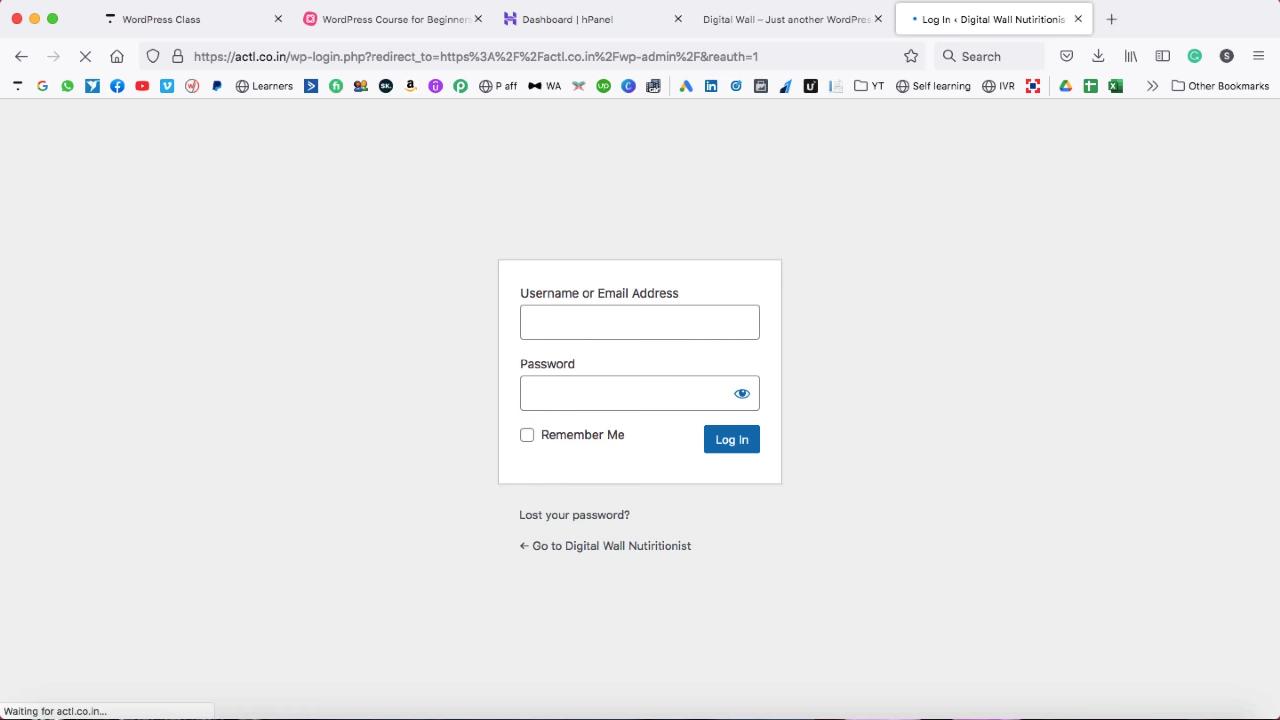 WordPress Class
WordPress Course for Beginners
Dashboard | hPanel
Digital Wall – Just another WordPres
Log In ‹ Digital Wall Nutiritionis
https://actl.co.in/wp-login.php?redirect_to=https%3A%2F%2Factl.co.in%2Fwp-admin%2F&reauth=1
Search
S
Learners
SK.
P aff
WA
up
YT
Self learning
IVR
Other Bookmarks
Username or Email Address
Password
Remember Me
Log In
Lost your password?
← Go to Digital Wall Nutiritionist
Waiting for actl.co.in...